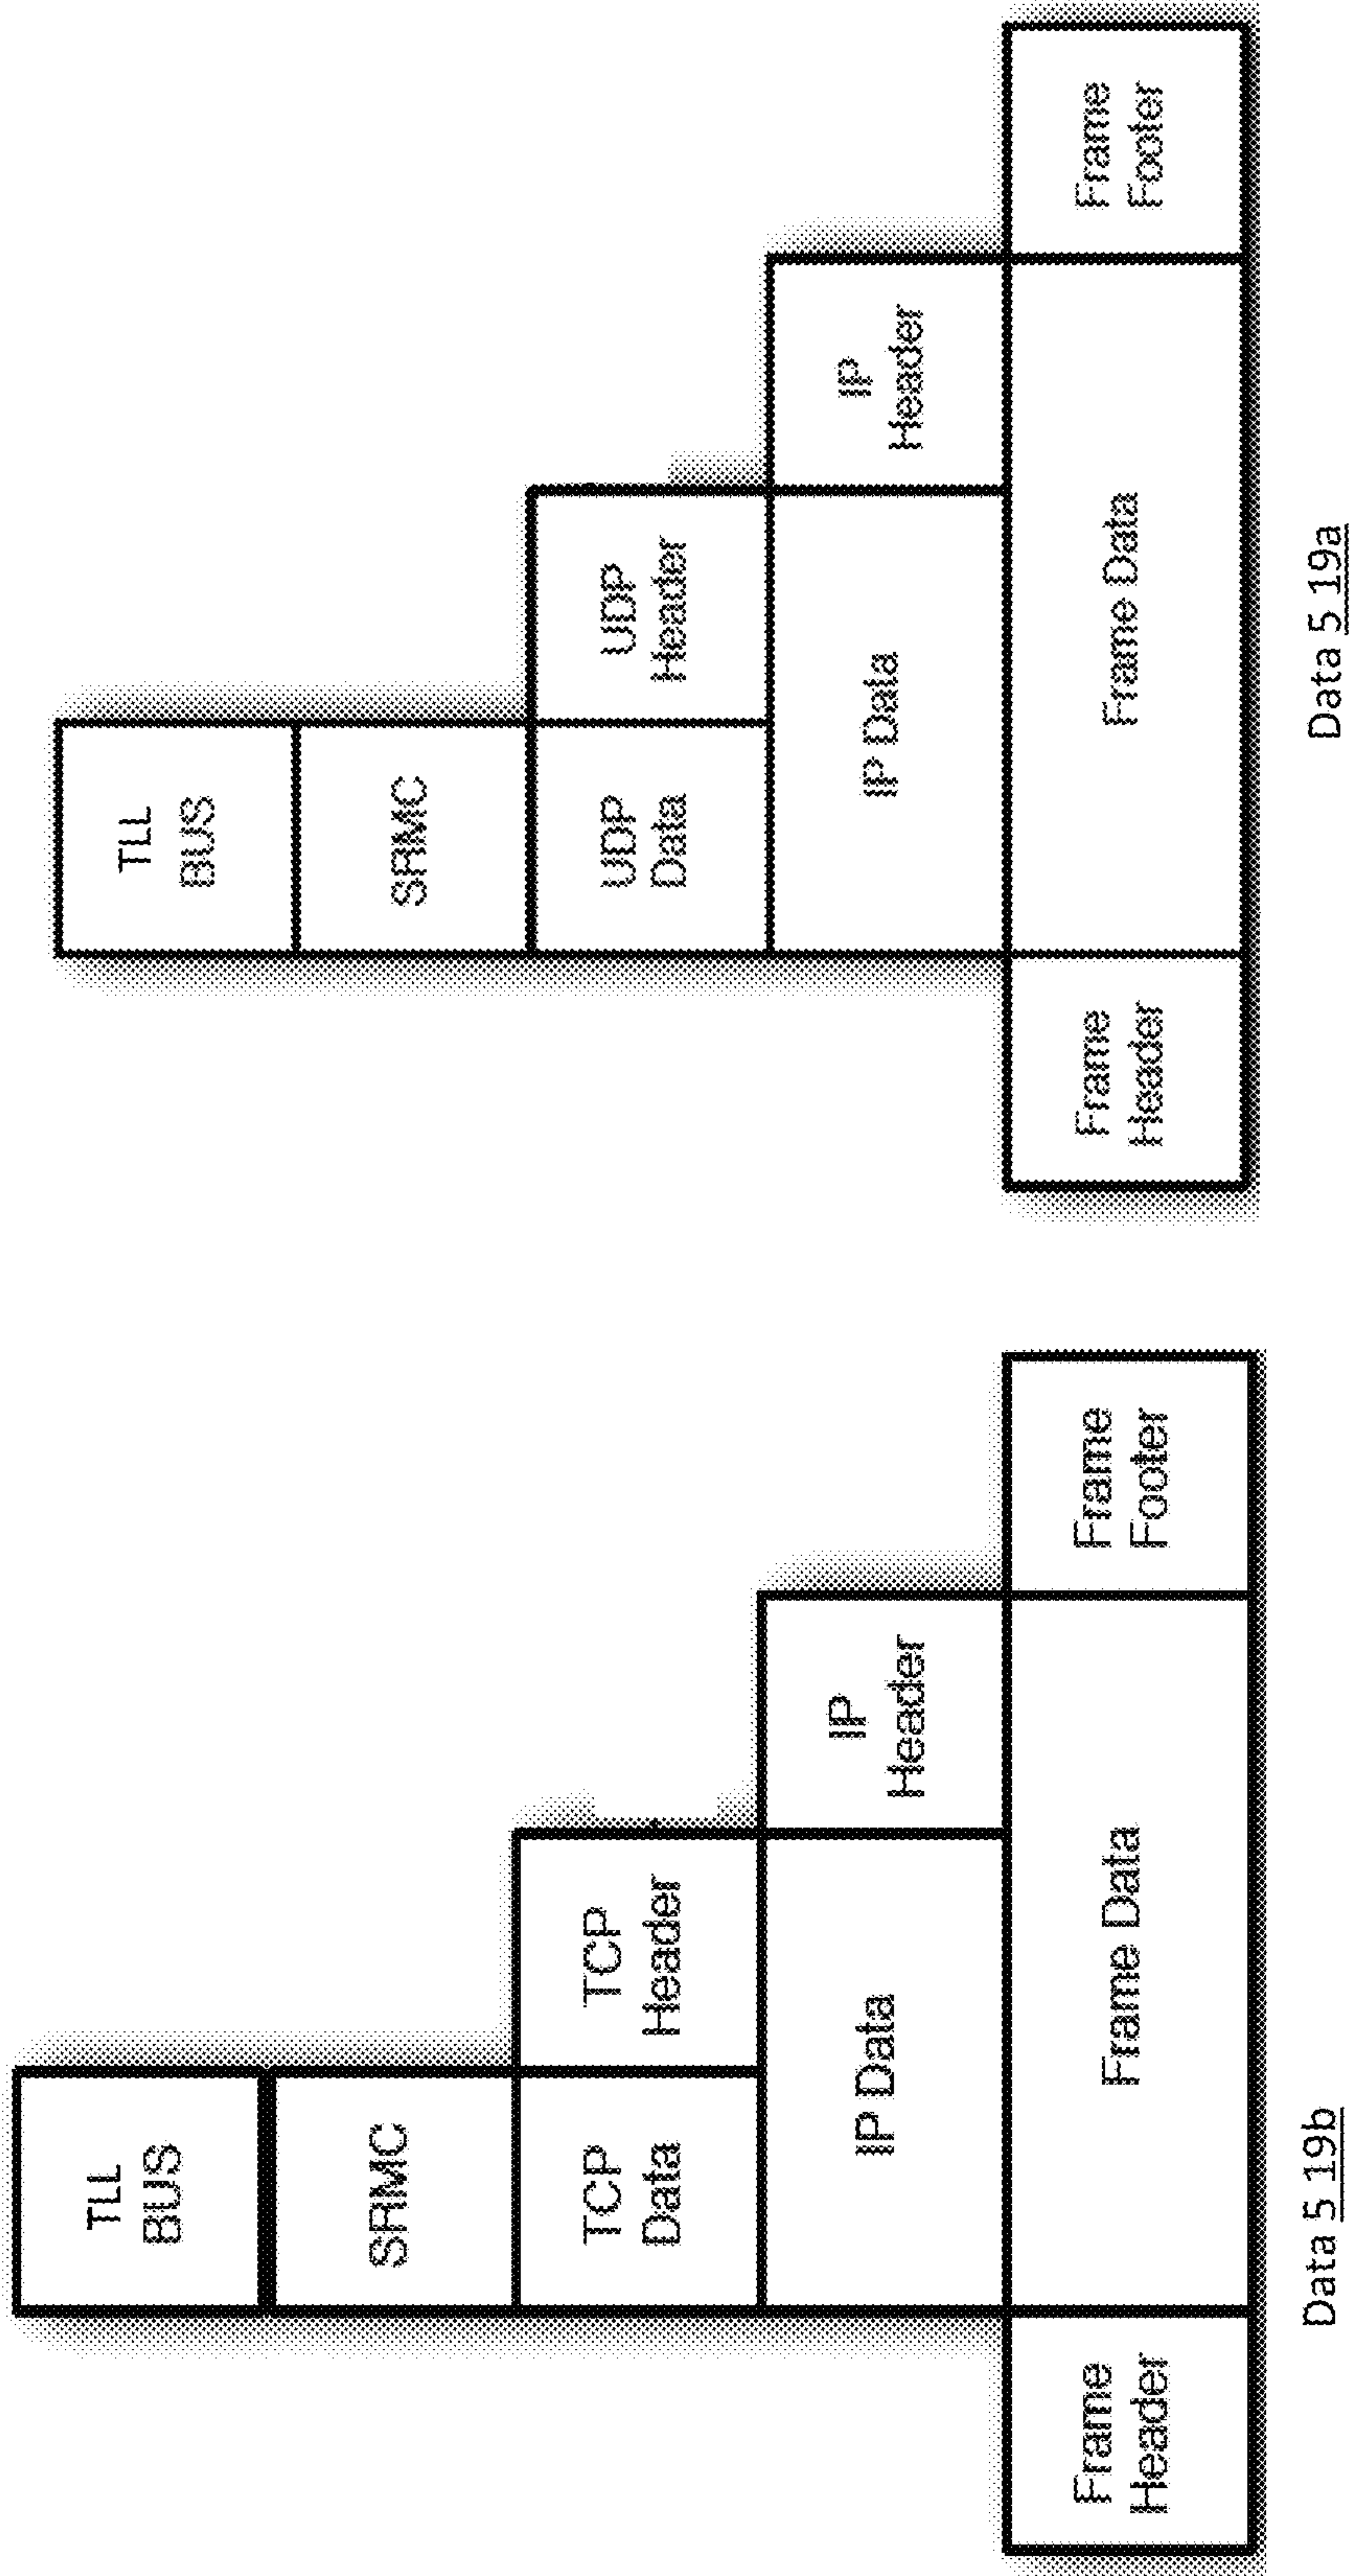 TLL
BUS
SRMC
TCP
Data
TCP
Header
IP Data
IP
Header
Frame
Header
Frame Data
Frame
Footer
Data 5 19b
TLL
BUS
SRMC
UDP
Data
UDP
Header
IP Data
IP
Header
Frame
Header
Frame Data
Frame
Footer
Data 5 19a